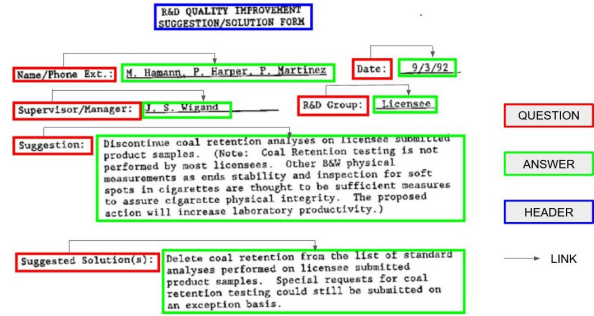 R&D QUALITY IMPROVEMENT
SUGGESTION/SOLUTION FORM
Name/Phone Ext.: M. Hamann, P. Harper, P. Martinez Date: 9/3/92
Supervisor/Manager: J. S. Wigand R&D Group: Licensee
Suggestion: Discontinue coal retention analyses on licensee submitted
product samples. (Note: Coal Retention testing is not
performed by most licensees. Other B&W physical
measurements as ends stability and inspection for soft
spots in cigarettes are thought to be sufficient measures
to assure cigarette physical integrity. The proposed
action will increase laboratory productivity.)
Suggested Solution(s): Delete coal retention from the list of standard
analyses performed on licensee submitted
product samples. Special requests for coal
retention testing could still be submitted on
an exception basis.
QUESTION
ANSWER
HEADER
LINK